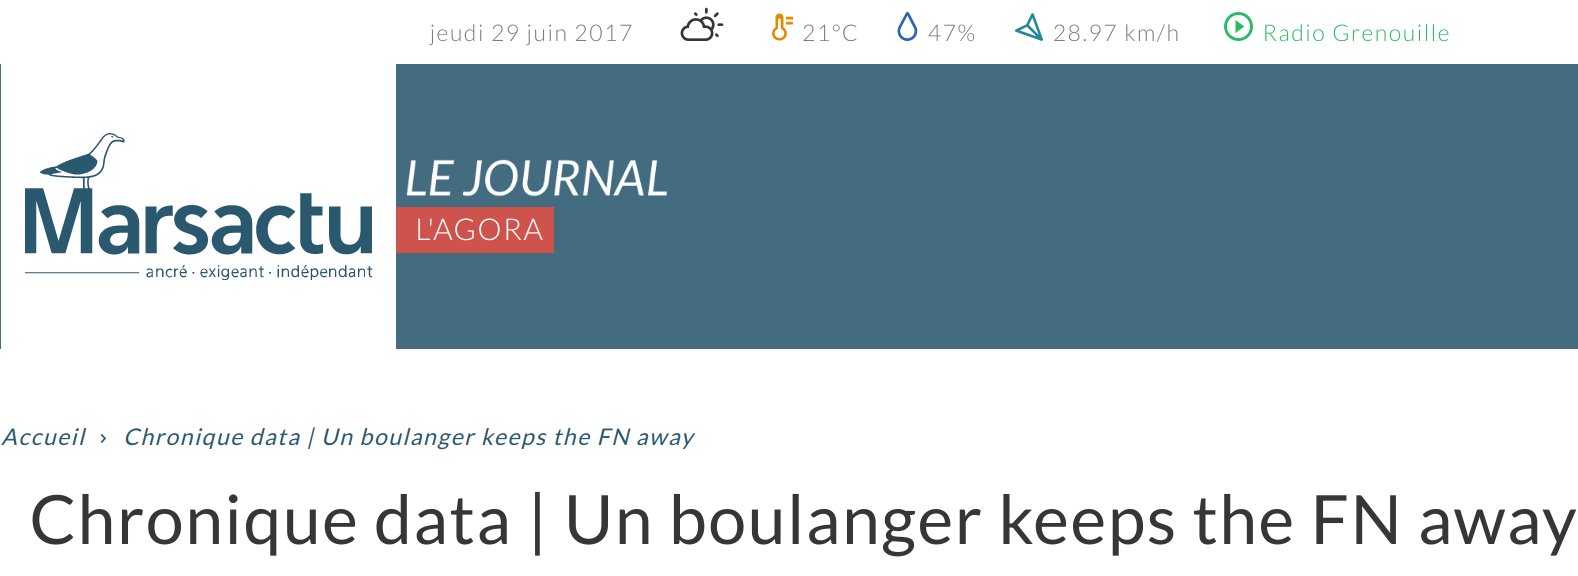 jeudi 29 juin 2017 21°C 47% 28.97 km/h Radio Grenouille
LE JOURNAL
L'AGORA
Marsactu
ancré · exigeant · indépendant
Accueil › Chronique data | Un boulanger keeps the FN away
Chronique data | Un boulanger keeps the FN away